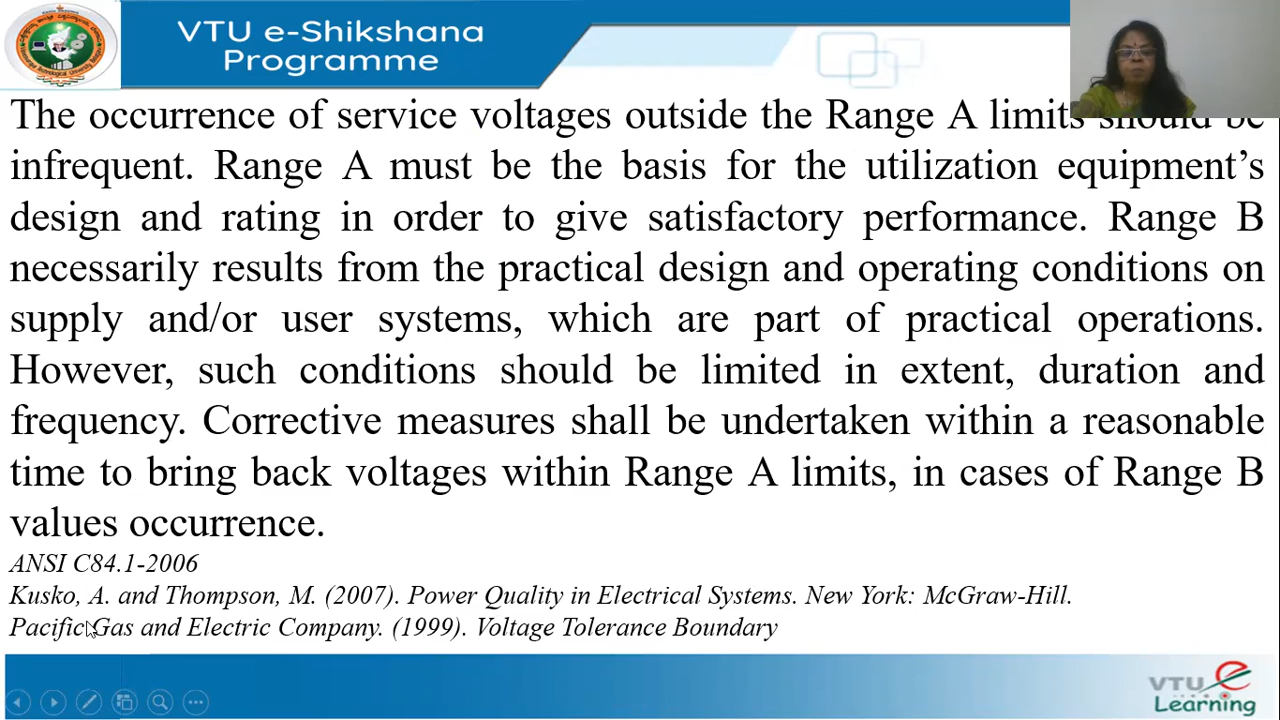 VTU e-Shikshana
Programme
The occurrence of service voltages outside the Range A limits should be
infrequent. Range A must be the basis for the utilization equipment’s
design and rating in order to give satisfactory performance. Range B
necessarily results from the practical design and operating conditions on
supply and/or user systems, which are part of practical operations.
However, such conditions should be limited in extent, duration and
frequency. Corrective measures shall be undertaken within a reasonable
time to bring back voltages within Range A limits, in cases of Range B
values occurrence.
ANSI C84.1-2006
Kusko, A. and Thompson, M. (2007). Power Quality in Electrical Systems. New York: McGraw-Hill.
Pacific Gas and Electric Company. (1999). Voltage Tolerance Boundary
VTU e
Learning